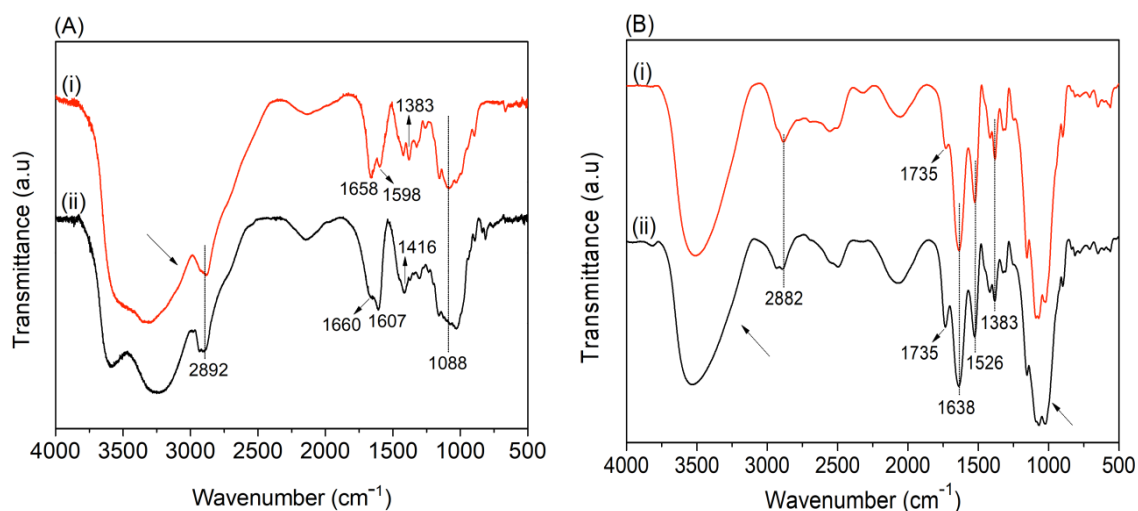 (A)
(i)
1383
1658
1598
(ii)
1416
1660
1607
2892
1088
4000 3500 3000 2500 2000 1500 1000 500
Wavenumber (cm⁻¹)
Transmittance (a.u)
(B)
(i)
1735
(ii)
2882
1383
1735
1526
1638
4000 3500 3000 2500 2000 1500 1000 500
Wavenumber (cm⁻¹)
Transmittance (a.u)